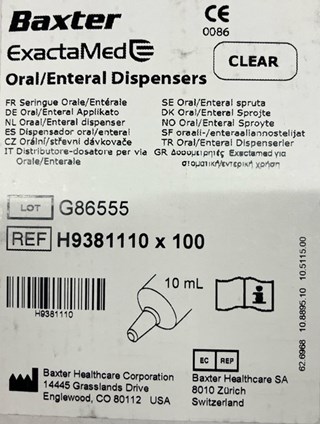 Baxter
CE
0086
ExactaMed
CLEAR
Oral/Enteral Dispensers
FR Seringue Orale/Entérale
DE Oral/Enteral Applikato
NL Oraal/Enteral dispenser
ES Dispensador oral/enteral
CZ Orální/střevní dávkovače
IT Distributore-dosatore per via
Orale/Enterale
SE Oral/Enteral spruta
DK Oral/Enteral Sprojte
NO Oral/Enteral Sproyte
SF oraali-/enteraaliannostelijat
TR Oral/Enteral Dispenserler
GR Δοσομετρητές Exactamed για
στοματική/εντερική χρήση
LOT G86555
REF H9381110 x 100
10 mL
H9381110
i
62.6968 10.8895.10 10.5115.00
EC REP
Baxter Healthcare Corporation
14445 Grasslands Drive
Englewood, CO 80112 USA
Baxter Healthcare SA
8010 Zürich
Switzerland